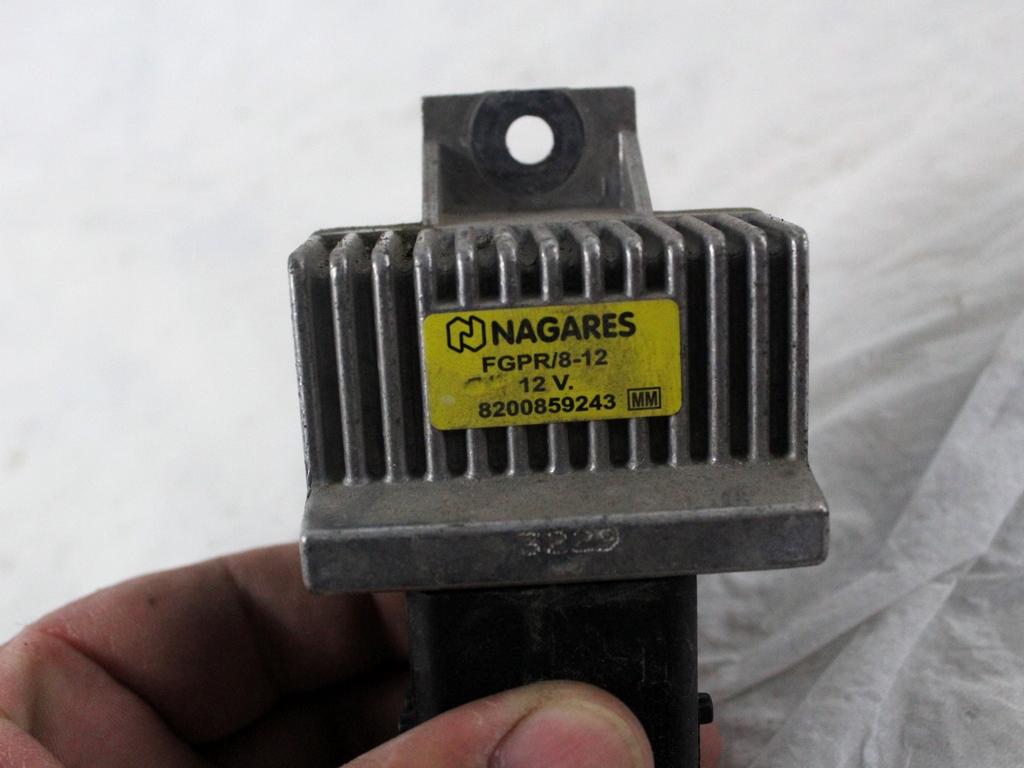 NAGARES
FGPR/8-12
12 V.
8200859243 MM
3229